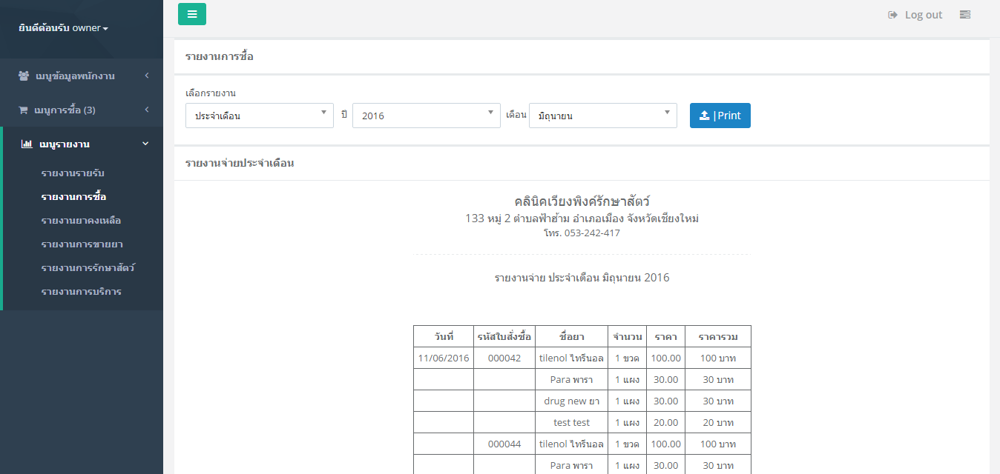 ยินดีต้อนรับ owner
เมนูข้อมูลพนักงาน
เมนูการซื้อ (3)
เมนูรายงาน
รายงานรายรับ
รายงานการซื้อ
รายงานยาคงเหลือ
รายงานการขายยา
รายงานการรักษาสัตว์
รายงานการบริการ
Log out
รายงานการซื้อ
เลือกรายงาน
ประจำเดือน ปี 2016 เดือน มิถุนายน |Print
รายงานจ่ายประจำเดือน
คลินิคเวียงพิงค์รักษาสัตว์
133 หมู่ 2 ตำบลฟ้าฮ่าม อำเภอเมือง จังหวัดเชียงใหม่
โทร. 053-242-417
รายงานจ่าย ประจำเดือน มิถุนายน 2016
วันที่ รหัสใบสั่งซื้อ ชื่อยา จำนวน ราคา ราคารวม
11/06/2016 000042 tilenol ไทรีนอล 1 ขวด 100.00 100 บาท
Para พารา 1 แผง 30.00 30 บาท
drug new ยา 1 แผง 30.00 30 บาท
test test 1 แผง 20.00 20 บาท
000044 tilenol ไทรีนอล 1 ขวด 100.00 100 บาท
Para พารา 1 แผง 30.00 30 บาท